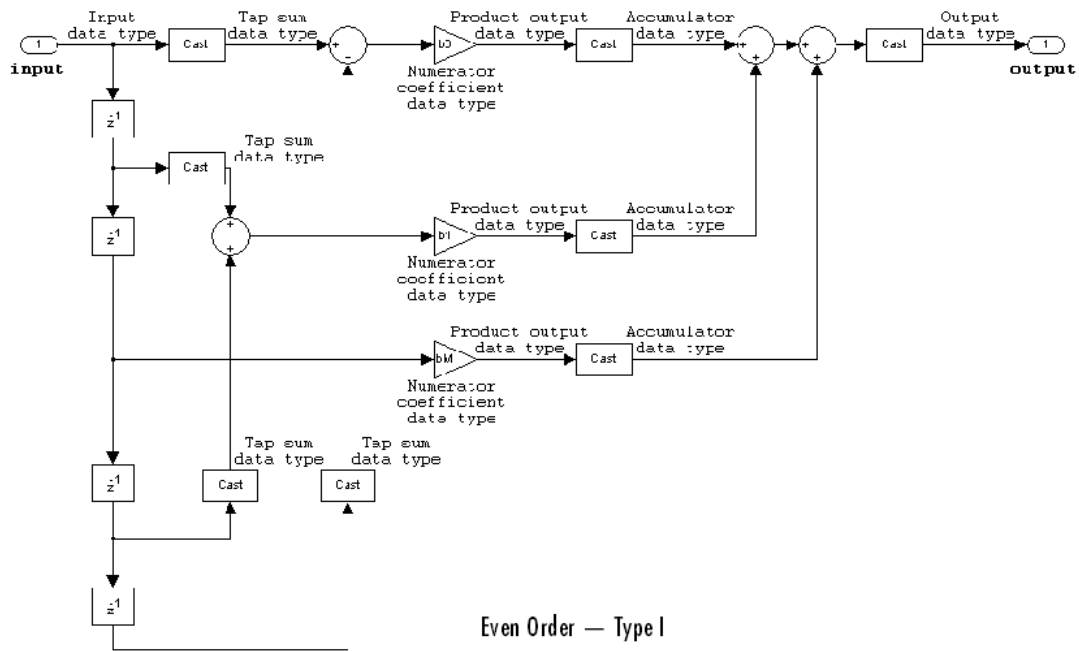 Input data type
Tap sum data type
Product output data type
Accumulator data type
Output data type
1
Cast
+
-
b0
Cast
+
+
+
+
Cast
1
input
output
Numerator coefficient data type
z-1
Tap sum data type
Cast
z-1
+
+
Product output data type
Accumulator data type
b1
Cast
Numerator coefficient data type
Product output data type
Accumulator data type
bM
Cast
Numerator coefficient data type
Tap sum data type
Tap sum data type
z-1
Cast
Cast
z-1
Even Order — Type I